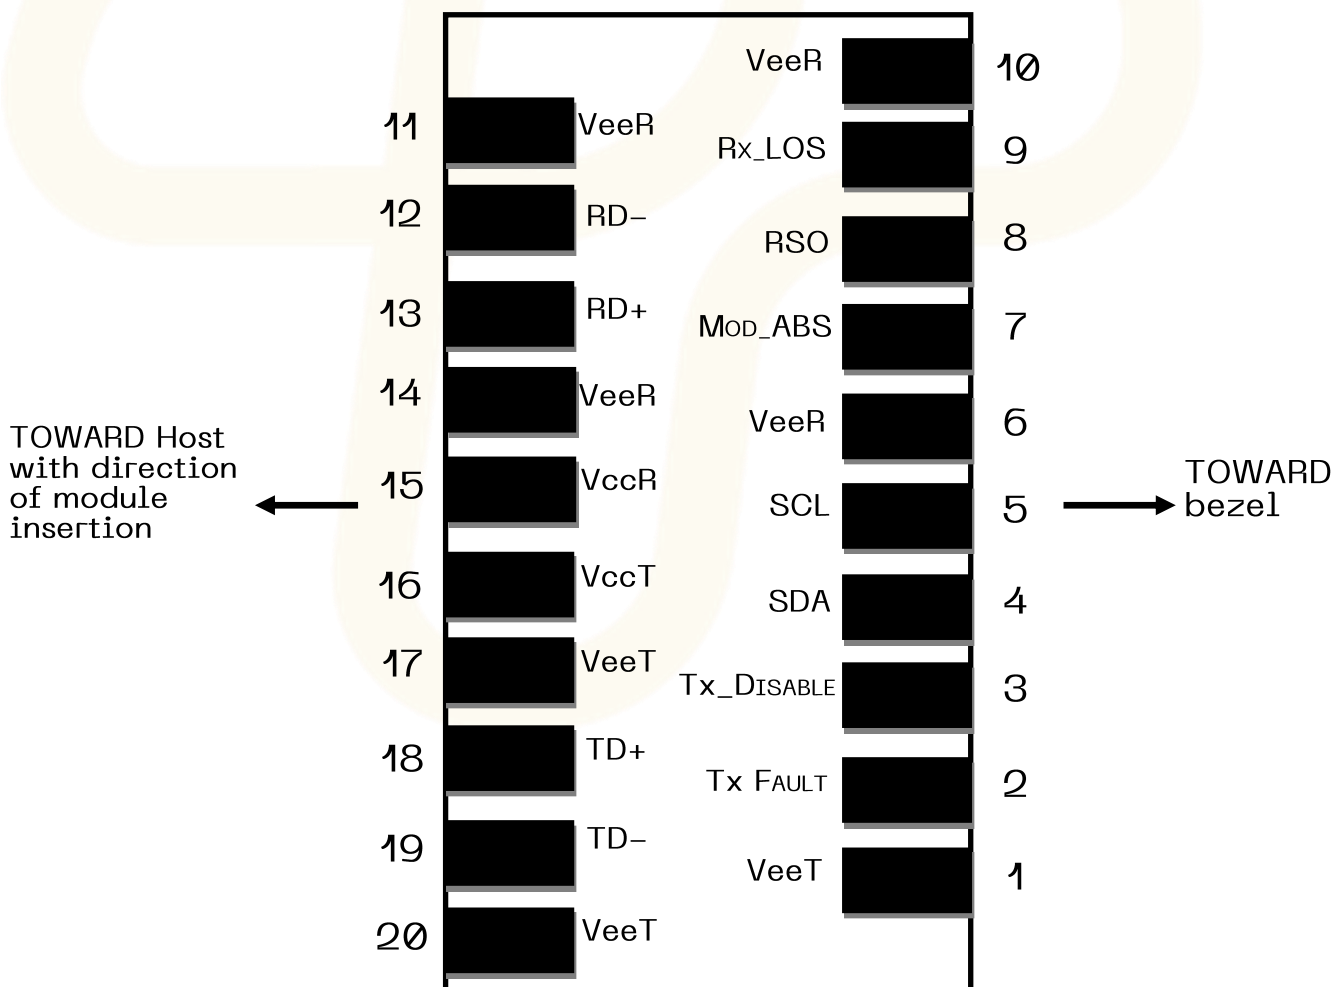 VeeR 10
11 VeeR
Rx_LOS 9
12 RD–
RSO 8
13 RD+
MOD_ABS 7
14 VeeR
VeeR 6
TOWARD Host
with direction
of module
insertion
15 VccR
SCL 5
TOWARD
bezel
16 VccT
SDA 4
17 VeeT
Tx_DISABLE 3
18 TD+
Tx FAULT 2
19 TD–
VeeT 1
20 VeeT